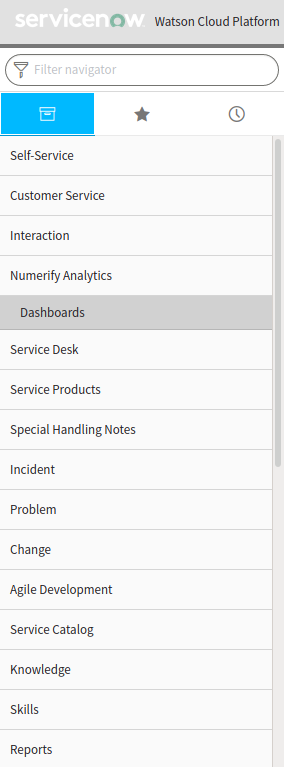 servicenow Watson Cloud Platform
Filter navigator
Self-Service
Customer Service
Interaction
Numerify Analytics
Dashboards
Service Desk
Service Products
Special Handling Notes
Incident
Problem
Change
Agile Development
Service Catalog
Knowledge
Skills
Reports